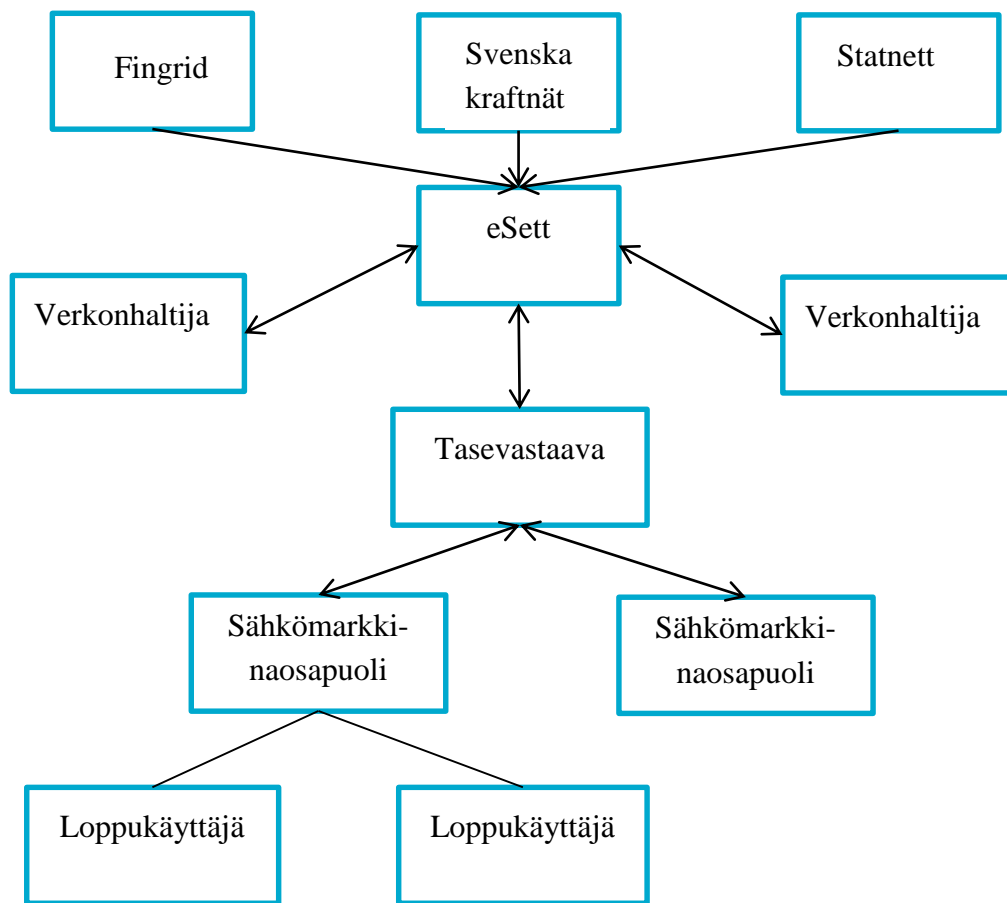 Fingrid
Svenska
kraftnät
Statnett
eSett
Verkonhaltija
Verkonhaltija
Tasevastaava
Sähkömarkki-
naosapuoli
Sähkömarkki-
naosapuoli
Loppukäyttäjä
Loppukäyttäjä